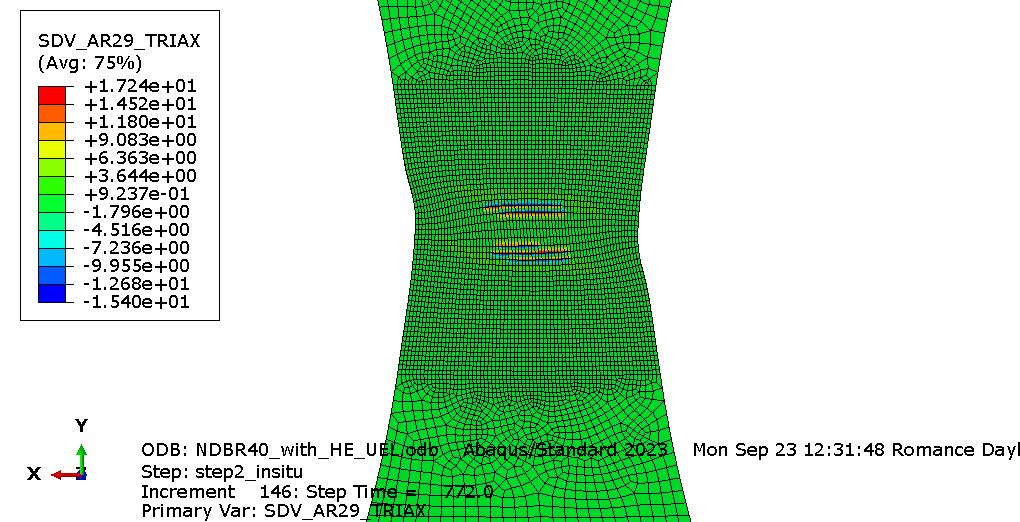 SDV_AR29_TRIAX
(Avg: 75%)
+1.724e+01
+1.452e+01
+1.180e+01
+9.083e+00
+6.363e+00
+3.644e+00
+9.237e-01
-1.796e+00
-4.516e+00
-7.236e+00
-9.955e+00
-1.268e+01
-1.540e+01
Y
X
Z
ODB: NDBR40_with_HE_UEL.odb Abaqus/Standard 2023 Mon Sep 23 12:31:48 Romance Dayl
Step: step2_insitu
Increment 146: Step Time = 772.0
Primary Var: SDV_AR29_TRIAX